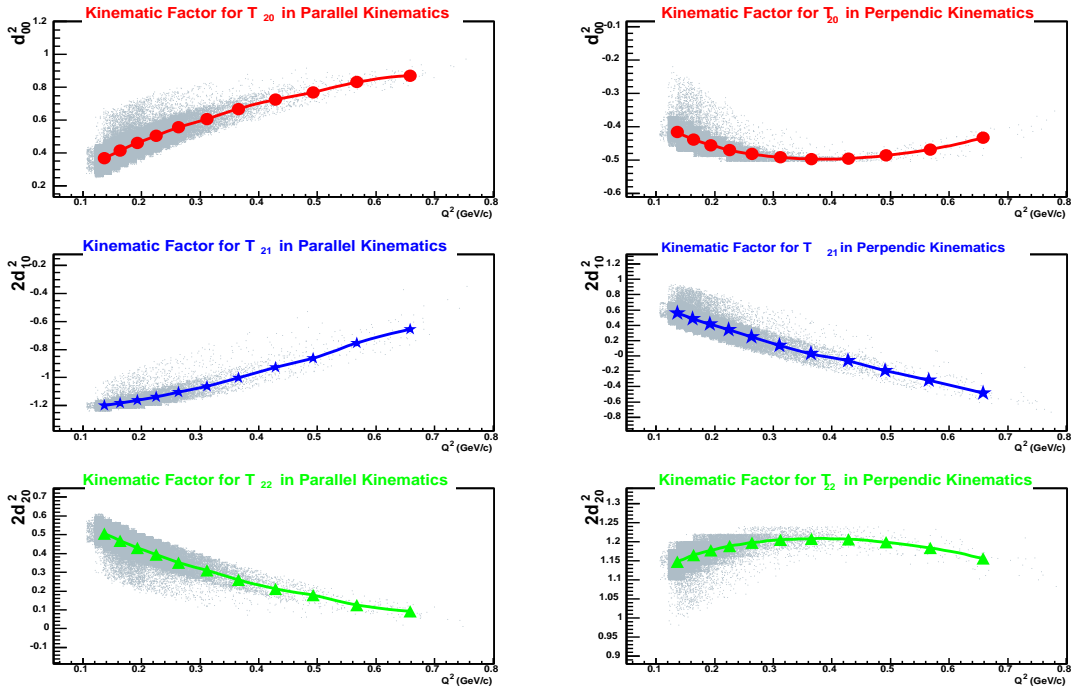 Kinematic Factor for T 20 in Parallel Kinematics
d²₀₀
1.2
1
0.8
0.6
0.4
0.2
0.1 0.2 0.3 0.4 0.5 0.6 0.7 0.8
Q² (GeV/c)
Kinematic Factor for T 20 in Perpendic Kinematics
d²₀₀
-0.1
-0.2
-0.3
-0.4
-0.5
-0.6
0.1 0.2 0.3 0.4 0.5 0.6 0.7 0.8
Q² (GeV/c)
Kinematic Factor for T 21 in Parallel Kinematics
2d²₁₀
-0.2
-0.4
-0.6
-0.8
-1
-1.2
0.1 0.2 0.3 0.4 0.5 0.6 0.7 0.8
Q² (GeV/c)
Kinematic Factor for T 21 in Perpendic Kinematics
2d²₁₀
1.2
1
0.8
0.6
0.4
0.2
-0
-0.2
-0.4
-0.6
-0.8
0.1 0.2 0.3 0.4 0.5 0.6 0.7 0.8
Q² (GeV/c)
Kinematic Factor for T 22 in Parallel Kinematics
2d²₂₀
0.7
0.6
0.5
0.4
0.3
0.2
0.1
0
-0.1
0.1 0.2 0.3 0.4 0.5 0.6 0.7 0.8
Q² (GeV/c)
Kinematic Factor for T 22 in Perpendic Kinematics
2d²₂₀
1.3
1.25
1.2
1.15
1.1
1.05
1
0.95
0.9
0.1 0.2 0.3 0.4 0.5 0.6 0.7 0.8
Q² (GeV/c)